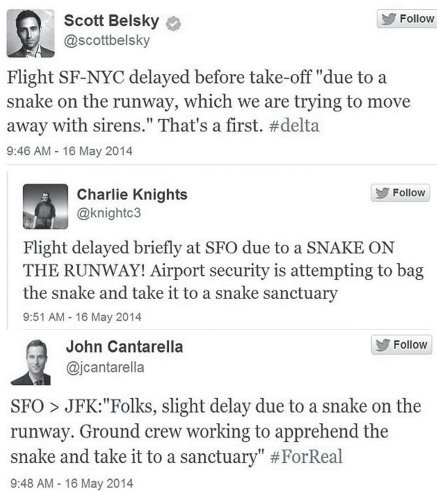 Scott Belsky
Follow
@scottbelsky
Flight SF-NYC delayed before take-off "due to a
snake on the runway, which we are trying to move
away with sirens." That's a first. #delta
9:46 AM - 16 May 2014
Charlie Knights
Follow
@knightc3
Flight delayed briefly at SFO due to a SNAKE ON
THE RUNWAY! Airport security is attempting to bag
the snake and take it to a snake sanctuary
9:51 AM - 16 May 2014
John Cantarella
Follow
@jcantarella
SFO > JFK:"Folks, slight delay due to a snake on the
runway. Ground crew working to apprehend the
snake and take it to a sanctuary" #ForReal
9:48 AM - 16 May 2014